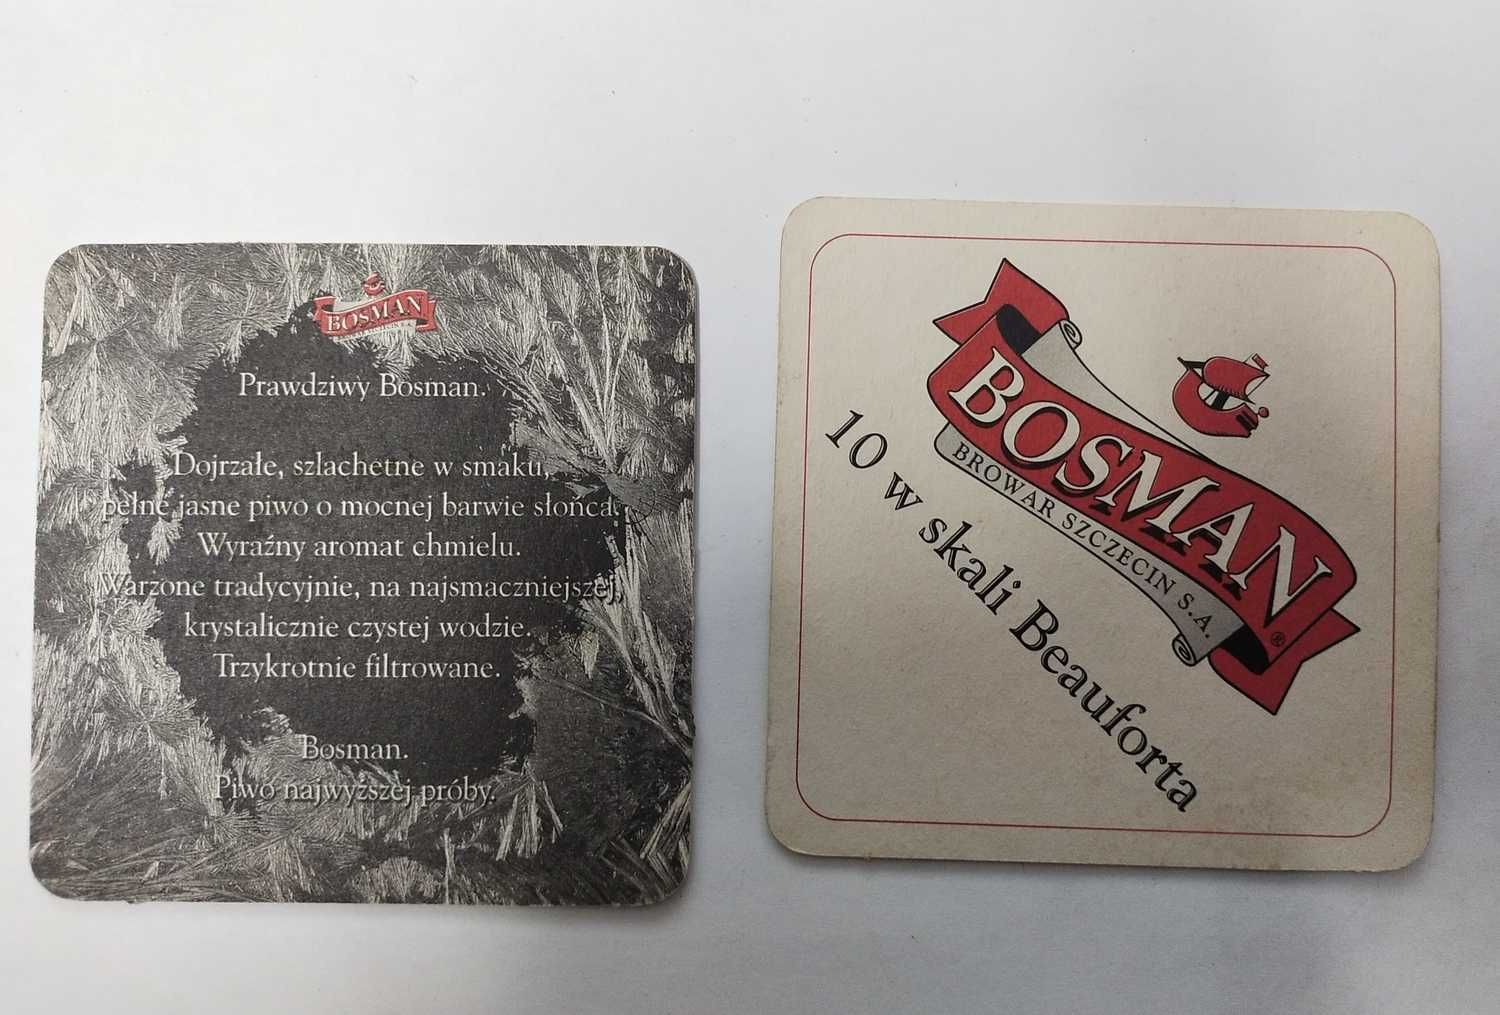 BOSMAN
Prawdziwy Bosman.
Dojrzałe, szlachetne w smaku,
pełne jasne piwo o mocnej barwie słońca.
Wyraźny aromat chmielu.
Warzone tradycyjnie, na najsmaczniejszej,
krystalicznie czystej wodzie.
Trzykrotnie filtrowane.
Bosman.
Piwo najwyższej próby.
BOSMAN
®
BROWAR SZCZECIN S.A.
10 w skali Beauforta